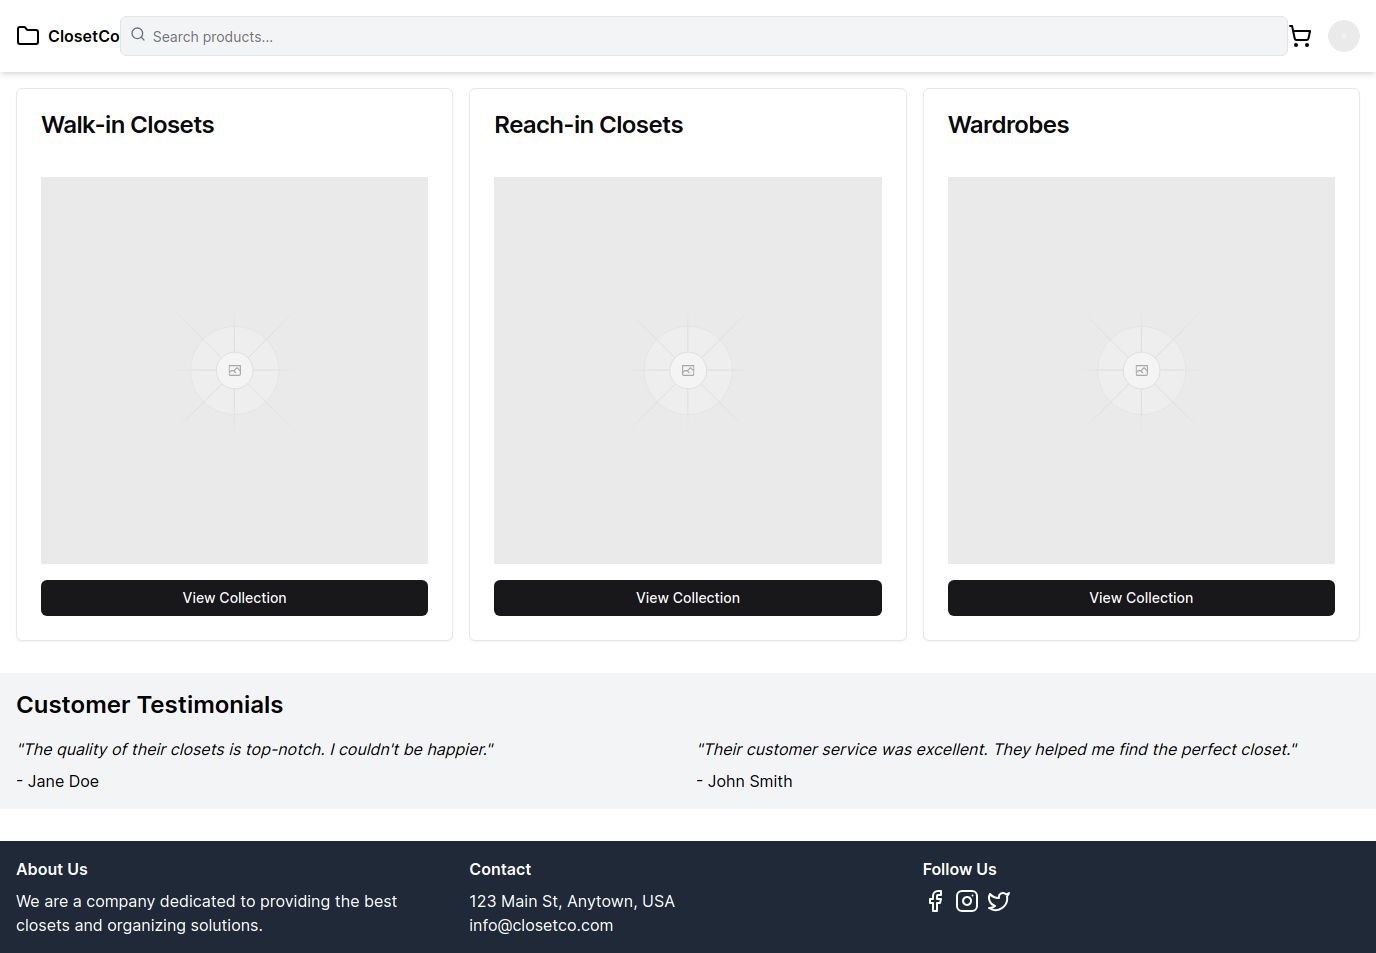 ClosetCo
Search products...
Walk-in Closets
Reach-in Closets
Wardrobes
View Collection
View Collection
View Collection
Customer Testimonials
"The quality of their closets is top-notch. I couldn't be happier."
- Jane Doe
"Their customer service was excellent. They helped me find the perfect closet."
- John Smith
About Us
We are a company dedicated to providing the best
closets and organizing solutions.
Contact
123 Main St, Anytown, USA
info@closetco.com
Follow Us